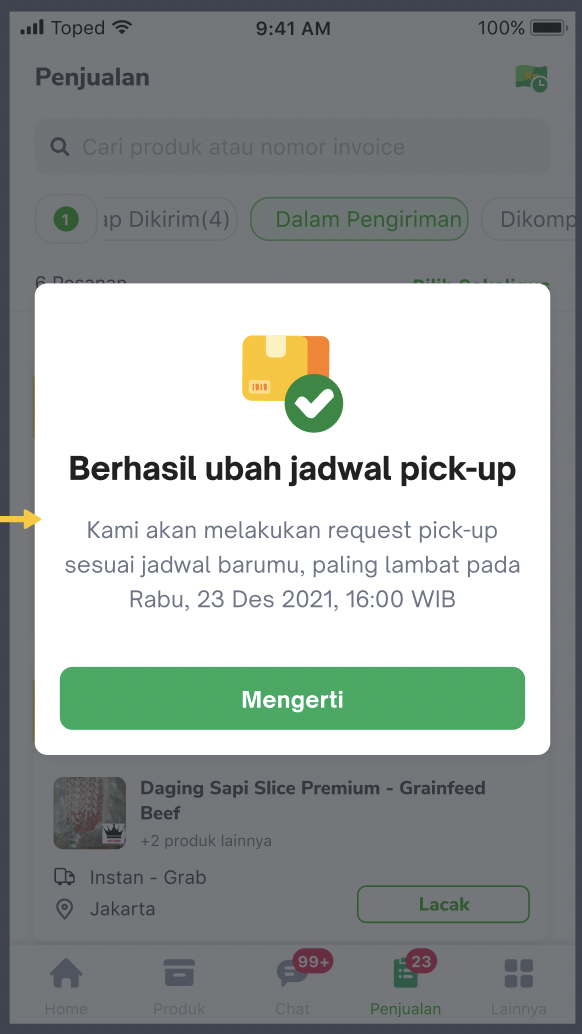 Toped 9:41 AM 100%
Penjualan
Cari produk atau nomor invoice
1 ap Dikirim(4) Dalam Pengiriman Dikomp
6 Pesanan
Berhasil ubah jadwal pick-up
Kami akan melakukan request pick-up
sesuai jadwal barumu, paling lambat pada
Rabu, 23 Des 2021, 16:00 WIB
Mengerti
Daging Sapi Slice Premium - Grainfeed
Beef
+2 produk lainnya
Instan - Grab
Jakarta
Lacak
99+ 23
Home Produk Chat Penjualan Lainnya